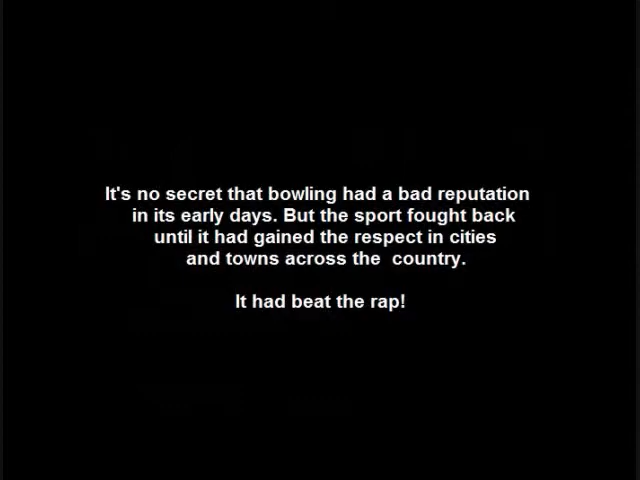 It's no secret that bowling had a bad reputation
in its early days. But the sport fought back
until it had gained the respect in cities
and towns across the  country.
It had beat the rap!